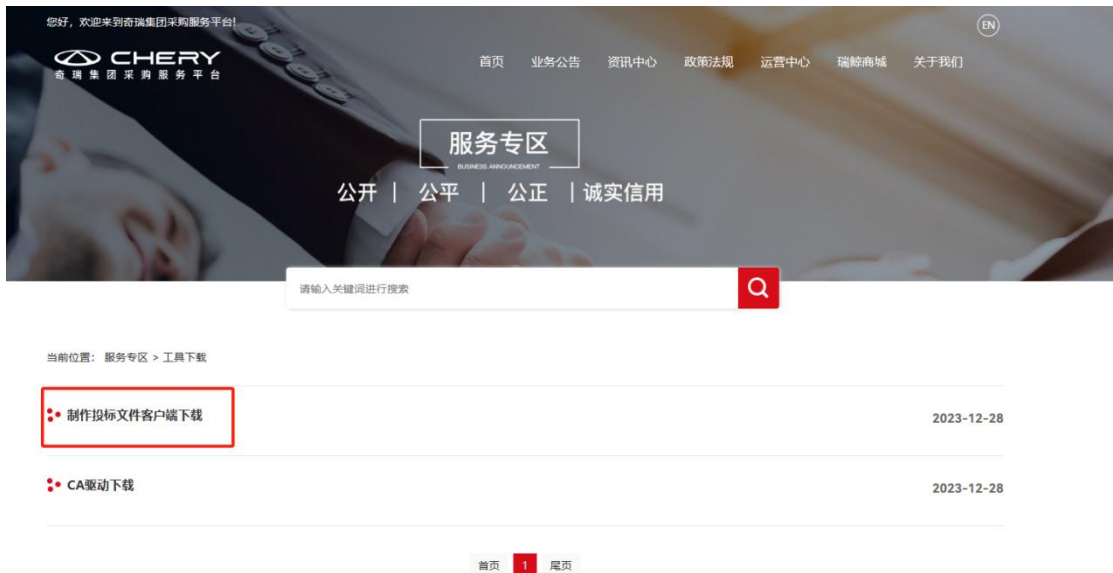 您好，欢迎来到奇瑞集团采购服务平台!
EN
CHERY
奇瑞集团采购服务平台
首页 业务公告 资讯中心 政策法规 运营中心 瑞鲸商城 关于我们
服务专区
BUSINESS ANNOUNCEMENT
公开 | 公平 | 公正 | 诚实信用
请输入关键词进行搜索
当前位置： 服务专区 > 工具下载
制作投标文件客户端下载 2023-12-28
CA驱动下载 2023-12-28
首页 1 尾页